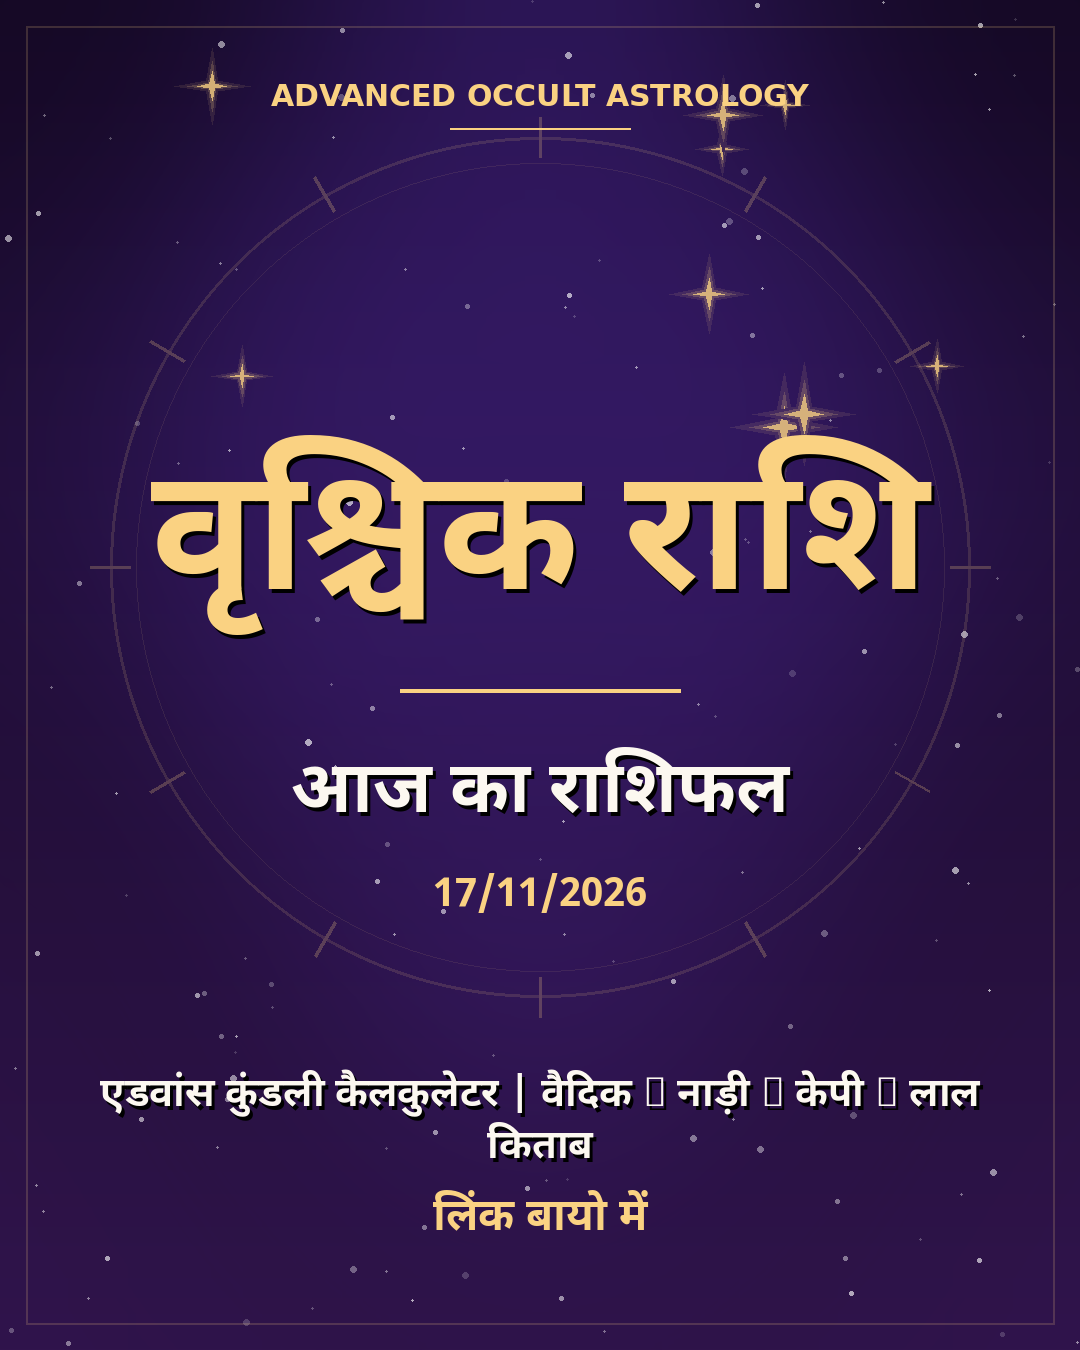 ADVANCED OCCULT ASTROLOGY
वृश्चिक राशि
आज का राशिफल
17/11/2026
एडवांस कुंडली कैलकुलेटर | वैदिक ▯ नाड़ी ▯ केपी ▯ लाल
किताब
लिंक बायो में